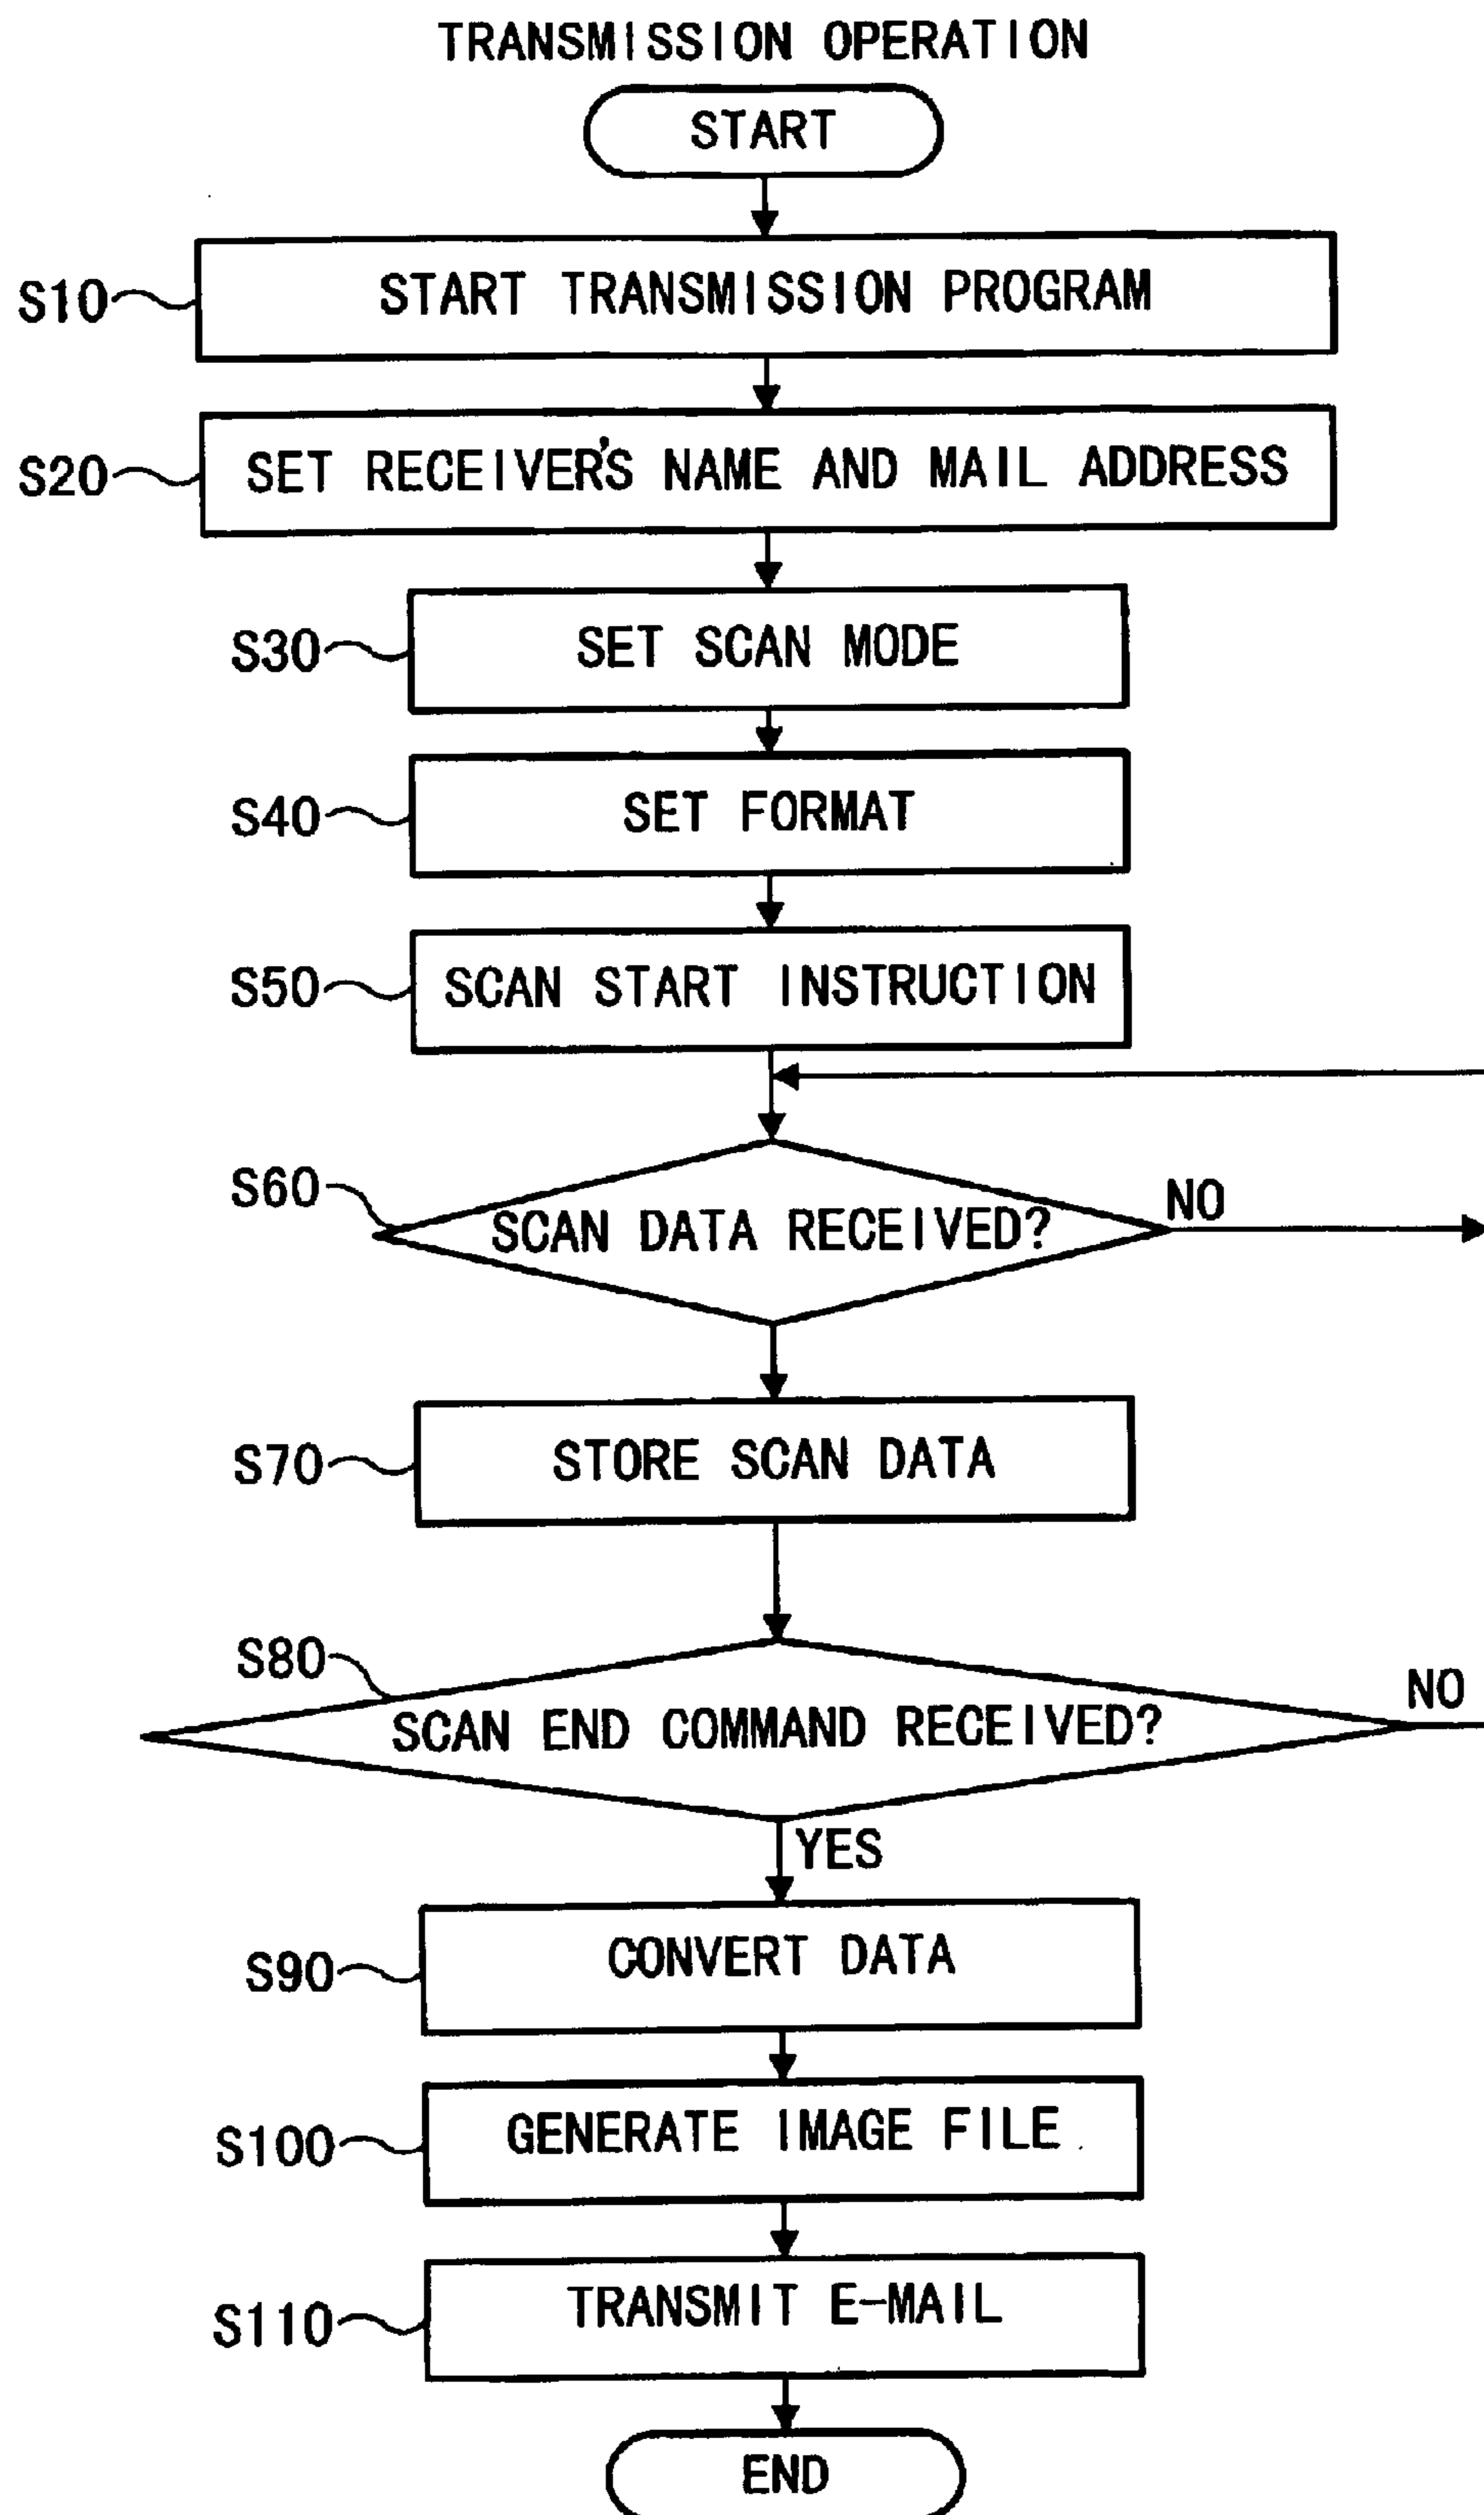 TRANSMISSION OPERATION
START
S10
START TRANSMISSION PROGRAM
S20
SET RECEIVER'S NAME AND MAIL ADDRESS
S30
SET SCAN MODE
S40
SET FORMAT
S50
SCAN START INSTRUCTION
S60
SCAN DATA RECEIVED?
NO
S70
STORE SCAN DATA
S80
SCAN END COMMAND RECEIVED?
NO
YES
S90
CONVERT DATA
S100
GENERATE IMAGE FILE
S110
TRANSMIT E-MAIL
END